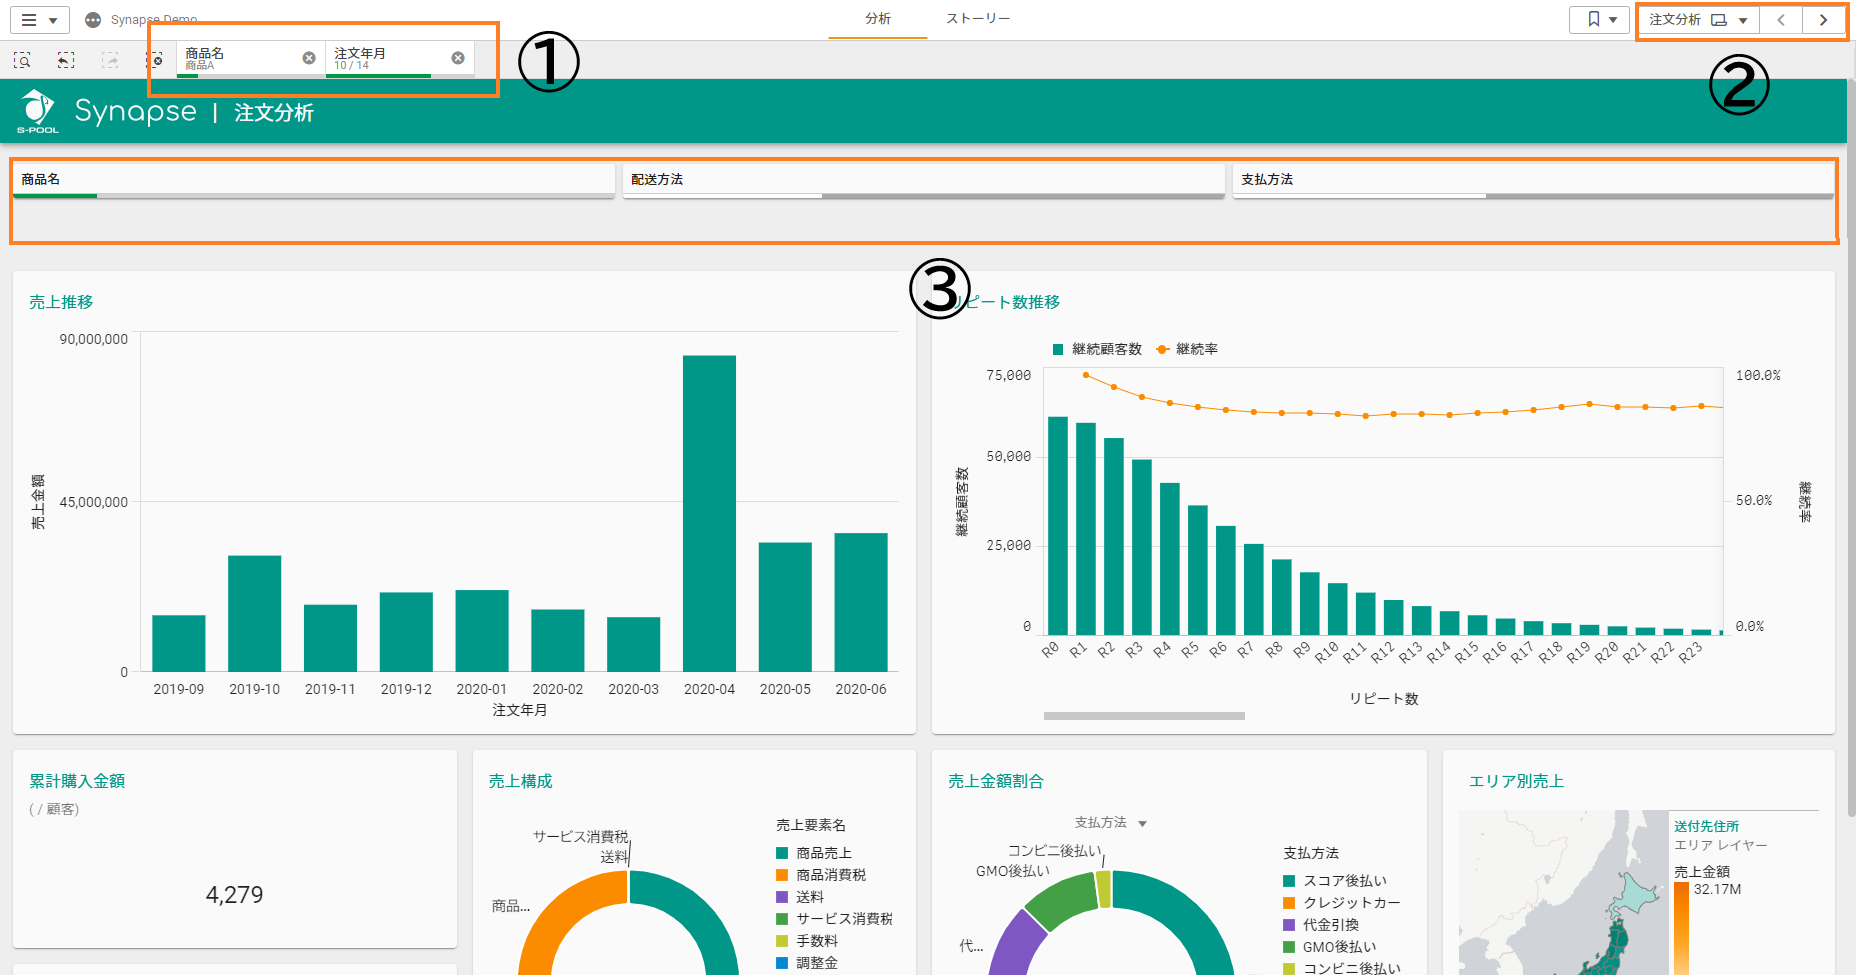 Synapse Demo
分析
ストーリー
注文分析
商品名
商品A
注文年月
10 / 14
①
②
S-POOL
Synapse | 注文分析
商品名
配送方法
支払方法
③
売上推移
90,000,000
45,000,000
0
売上金額
2019-09
2019-10
2019-11
2019-12
2020-01
2020-02
2020-03
2020-04
2020-05
2020-06
注文年月
リピート数推移
継続顧客数
継続率
75,000
50,000
25,000
0
継続顧客数
100.0%
50.0%
0.0%
継続率
R0
R1
R2
R3
R4
R5
R6
R7
R8
R9
R10
R11
R12
R13
R14
R15
R16
R17
R18
R19
R20
R21
R22
R23
リピート数
累計購入金額
( / 顧客)
4,279
売上構成
サービス消費税
送料
商品...
売上要素名
商品売上
商品消費税
送料
サービス消費税
手数料
調整金
売上金額割合
支払方法
コンビニ後払い
GMO後払い
代...
支払方法
スコア後払い
クレジットカー
代金引換
GMO後払い
コンビニ後払い
エリア別売上
送付先住所
エリア レイヤー
売上金額
32.17M